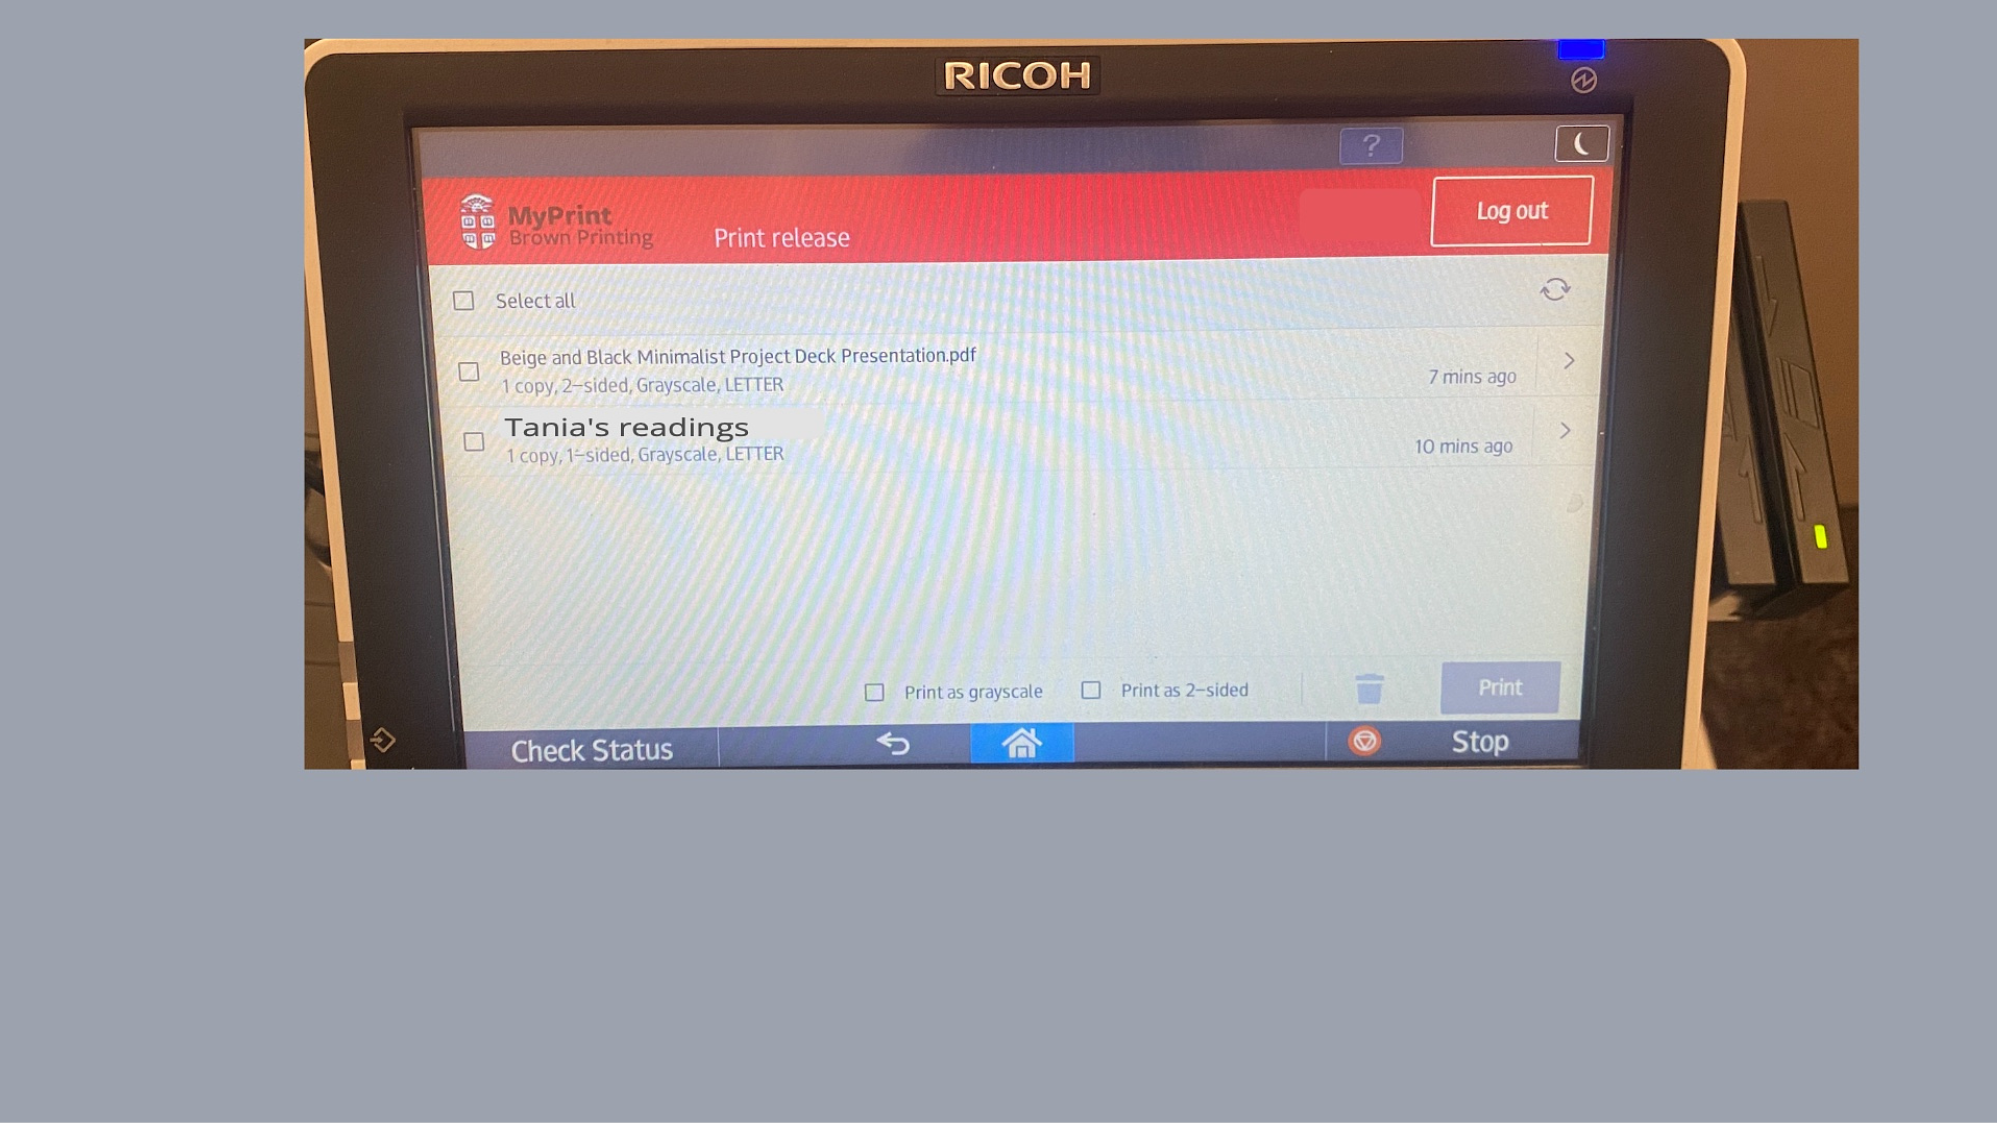 RICOH
?
MyPrint
Brown Printing
Print release
Log out
Select all
Beige and Black Minimalist Project Deck Presentation.pdf
1 copy, 2-sided, Grayscale, LETTER
7 mins ago
Tania's readings
1 copy, 1-sided, Grayscale, LETTER
10 mins ago
Print as grayscale
Print as 2-sided
Print
Check Status
Stop